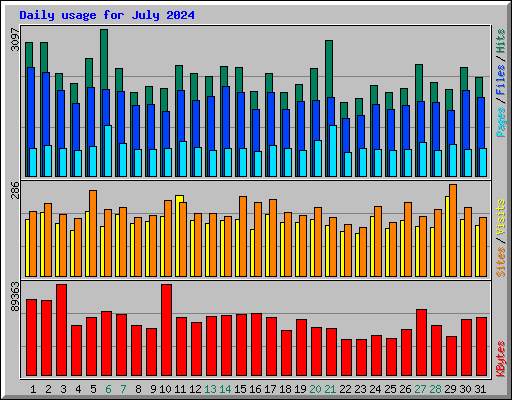 Daily usage for July 2024
3097
Pages / Files / Hits
286
Sites / Visits
89363
KBytes
1 2 3 4 5 6 7 8 9 10 11 12 13 14 15 16 17 18 19 20 21 22 23 24 25 26 27 28 29 30 31